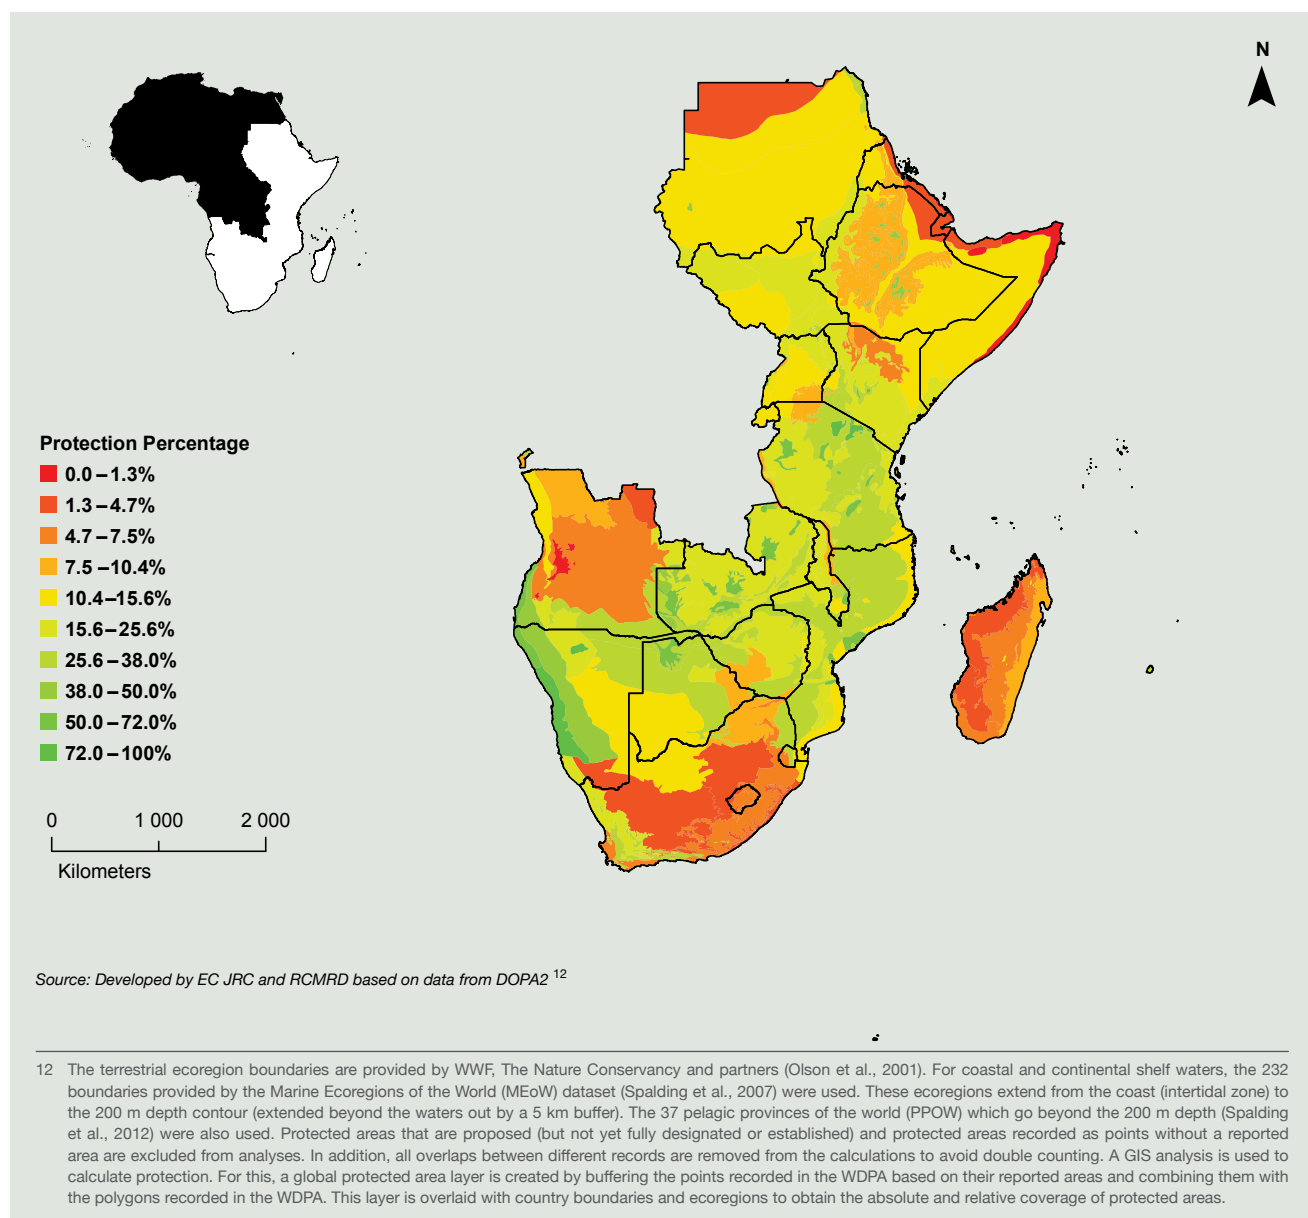 N
Protection Percentage
0.0–1.3%
1.3–4.7%
4.7–7.5%
7.5–10.4%
10.4–15.6%
15.6–25.6%
25.6–38.0%
38.0–50.0%
50.0–72.0%
72.0–100%
0 1 000 2 000
Kilometers
Source: Developed by EC JRC and RCMRD based on data from DOPA2 12
12 The terrestrial ecoregion boundaries are provided by WWF, The Nature Conservancy and partners (Olson et al., 2001). For coastal and continental shelf waters, the 232
boundaries provided by the Marine Ecoregions of the World (MEoW) dataset (Spalding et al., 2007) were used. These ecoregions extend from the coast (intertidal zone) to
the 200 m depth contour (extended beyond the waters out by a 5 km buffer). The 37 pelagic provinces of the world (PPOW) which go beyond the 200 m depth (Spalding
et al., 2012) were also used. Protected areas that are proposed (but not yet fully designated or established) and protected areas recorded as points without a reported
area are excluded from analyses. In addition, all overlaps between different records are removed from the calculations to avoid double counting. A GIS analysis is used to
calculate protection. For this, a global protected area layer is created by buffering the points recorded in the WDPA based on their reported areas and combining them with
the polygons recorded in the WDPA. This layer is overlaid with country boundaries and ecoregions to obtain the absolute and relative coverage of protected areas.